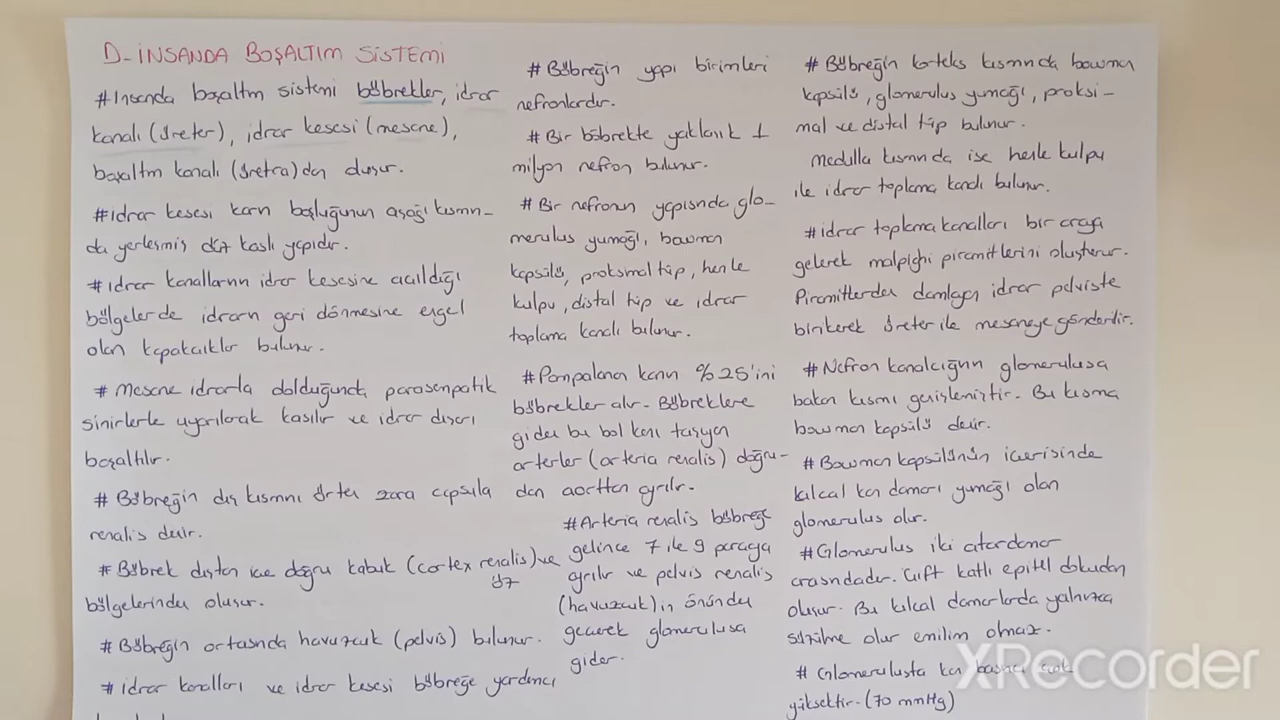 D- İNSANDA BOŞALTIM SİSTEMİ
#İnsanda boşaltım sistemi böbrekler, idrar
kanalı (üreter), idrar kesesi (mesane),
boşaltım kanalı (üretra)dan oluşur.
#idrar kesesi karın boşluğunun aşağı kısmın-
da yerleşmiş düz kaslı yapıdır.
#idrar kanallarının idrar kesesine açıldığı
bölgelerde idrarın geri dönmesine engel
olan kapakcıklar bulunur.
# Mesane idrarla dolduğunda parasempatik
sinirlerle uyarılarak kasılır ve idrar dışarı
boşaltılır.
# Böbreğin dış kısmını örten zara capsula
renalis denir.
# Böbrek dıştan içe doğru kabuk (cortex renalis) ve
öz
bölgelerinden oluşur.
# Böbreğin ortasında havuzcuk (pelvis) bulunur.
# idrar kanalları ve idrar kesesi böbreğe yardımcı
# Böbreğin yapı birimleri
nefronlardır.
# Bir böbrekte yaklaşık 1
milyon nefron bulunur.
# Bir nefronun yapısında glo-
merulus yumağı, bowman
kapsülü, proksimal tüp, henle
kulpu, distal tüp ve idrar
toplama kanalı bulunur.
#Pompalanan kanın %25'ini
böbrekler alır. Böbreklere
giden bu bol kanı taşıyan
arterler (arteria renalis) doğru-
dan aorttan ayrılır.
#Arteria renalis böbreğe
gelince 7 ile 9 parçaya
ayrılır ve pelvis renalis
(havuzcuk)in önünden
geçerek glomerulusa
gider.
# Böbreğin korteks kısmında bowman
kapsülü, glomerulus yumağı, proksi-
mal ve distal tüp bulunur.
Medulla kısmında ise henle kulpu
ile idrar toplama kanalı bulunur.
#idrar toplama kanalları bir araya
gelerek malpighi piramitlerini oluşturur.
Piramitlerden damlayan idrar pelviste
birikerek üreter ile mesaneye gönderilir.
#Nefron kanalcığının glomerulusa
bakan kısmı genişlemiştir. Bu kısma
bowman kapsülü denir.
#Bowman kapsülünün içerisinde
kılcal kan damarı yumağı olan
glomerulus olur.
#Glomerulus iki atardamar
arasındadır. Çift katlı epitel dokudan
oluşur. Bu kılcal damarlarda yalnızca
süzülme olur emilim olmaz.
# Glomerulusta kan basıncı çok
yüksektir. (70 mmHg)
XRecorder